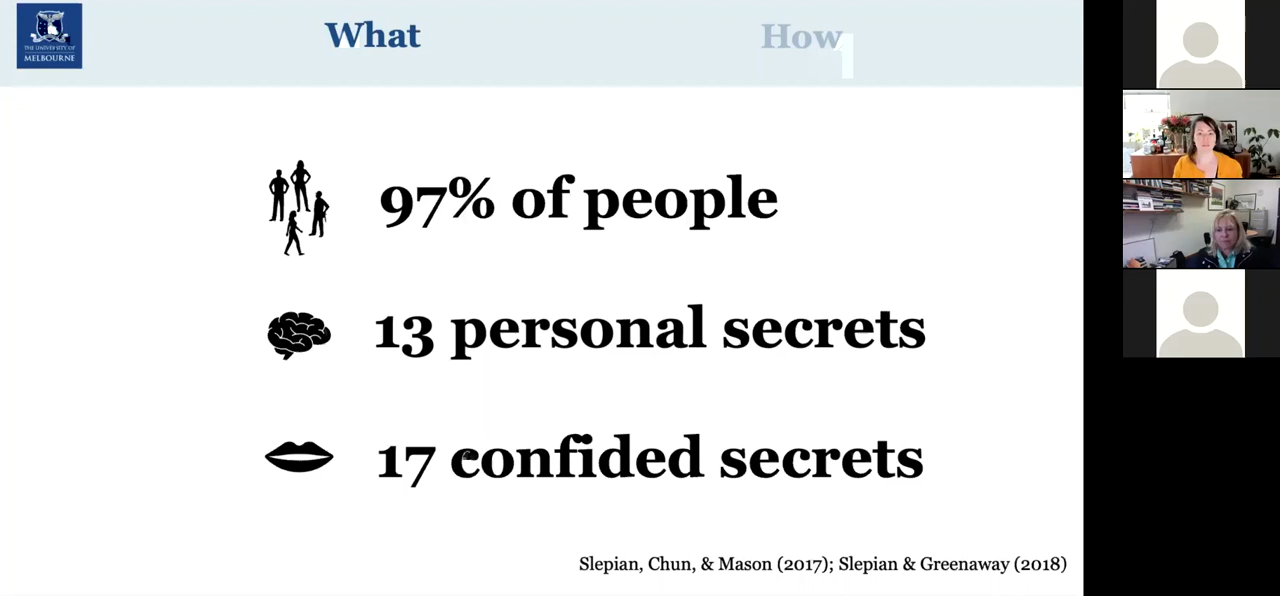 THE UNIVERSITY OF
MELBOURNE
What
How
97% of people
13 personal secrets
17 confided secrets
Slepian, Chun, & Mason (2017); Slepian & Greenaway (2018)